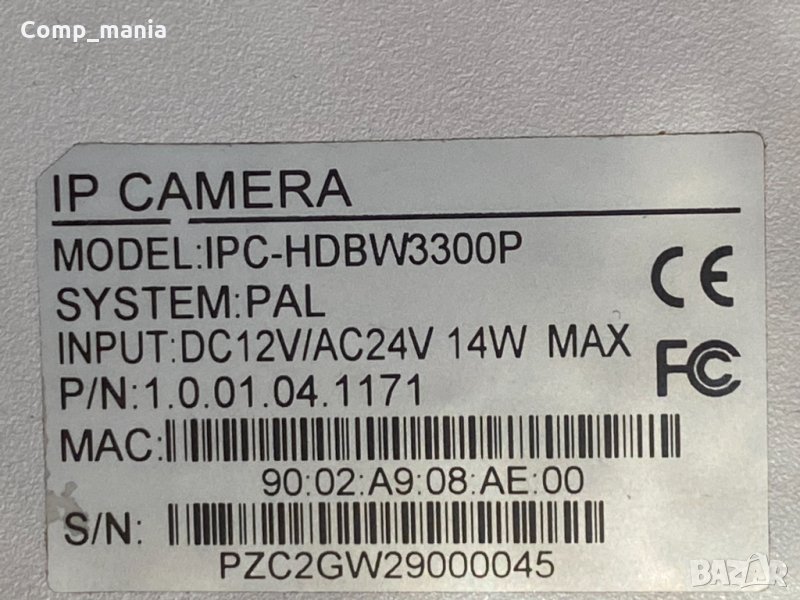 Comp_mania
IP CAMERA
MODEL:IPC-HDBW3300P
SYSTEM:PAL
INPUT:DC12V/AC24V 14W MAX
P/N:1.0.01.04.1171
CE
FC
MAC:
90:02:A9:08:AE:00
S/N:
PZC2GW29000045
BAZAR